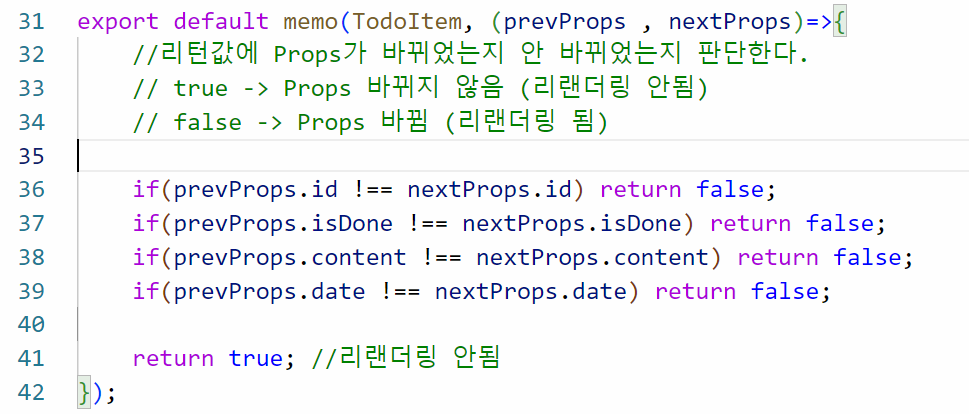 31 export default memo(TodoItem, (prevProps , nextProps)=>{
32 //리턴값에 Props가 바뀌었는지 안 바뀌었는지 판단한다.
33 // true -> Props 바뀌지 않음 (리랜더링 안됨)
34 // false -> Props 바뀜 (리랜더링 됨)
35
36 if(prevProps.id !== nextProps.id) return false;
37 if(prevProps.isDone !== nextProps.isDone) return false;
38 if(prevProps.content !== nextProps.content) return false;
39 if(prevProps.date !== nextProps.date) return false;
40
41 return true; //리랜더링 안됨
42 });